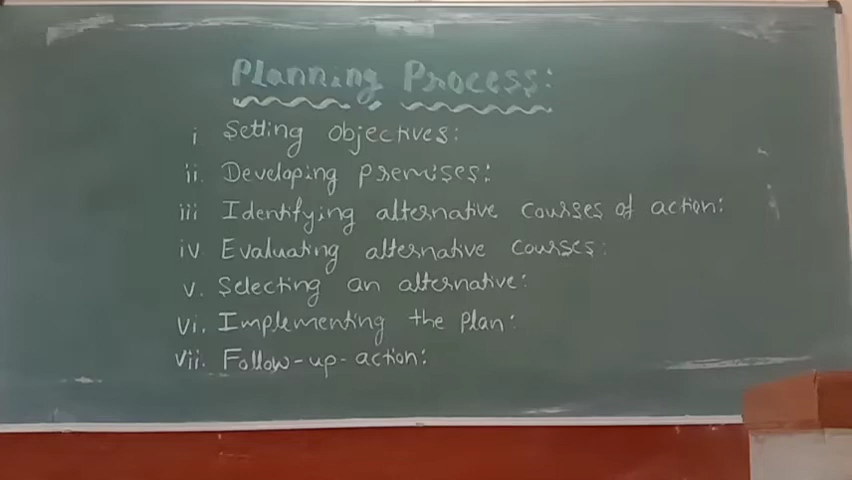 Planning Process:
i Setting objectives:
ii. Developing premises:
iii Identifying alternative courses of action:
iv. Evaluating alternative courses:
v. Selecting an alternative:
vi. Implementing the plan:
vii. Follow-up-action: